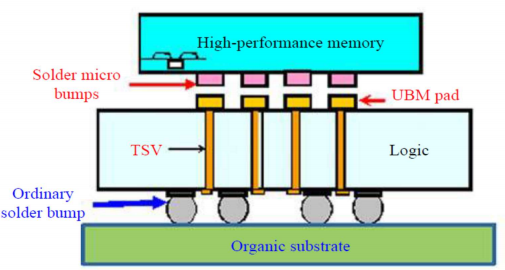 High-performance memory
Solder micro
bumps
UBM pad
TSV
Logic
Ordinary
solder bump
Organic substrate